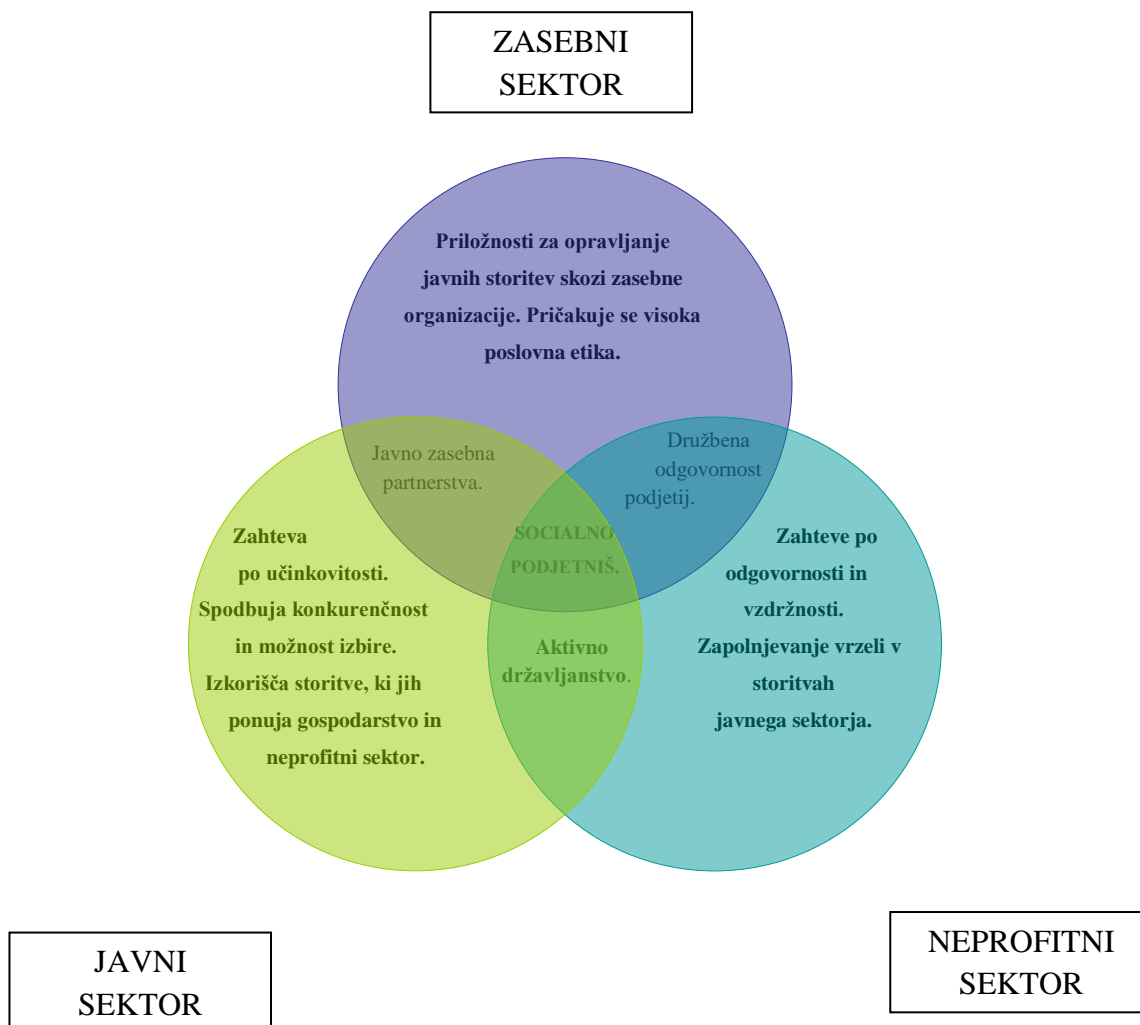 ZASEBNI
SEKTOR
Priložnosti za opravljanje
javnih storitev skozi zasebne
organizacije. Pričakuje se visoka
poslovna etika.
Javno zasebna
partnerstva.
Družbena
odgovornost
podjetij.
SOCIALNO
PODJETNIŠ.
Zahteva
po učinkovitosti.
Spodbuja konkurenčnost
in možnost izbire.
Izkorišča storitve, ki jih
ponuja gospodarstvo in
neprofitni sektor.
Aktivno
državljanstvo.
Zahteve po
odgovornosti in
vzdržnosti.
Zapolnjevanje vrzeli v
storitvah
javnega sektorja.
JAVNI
SEKTOR
NEPROFITNI
SEKTOR